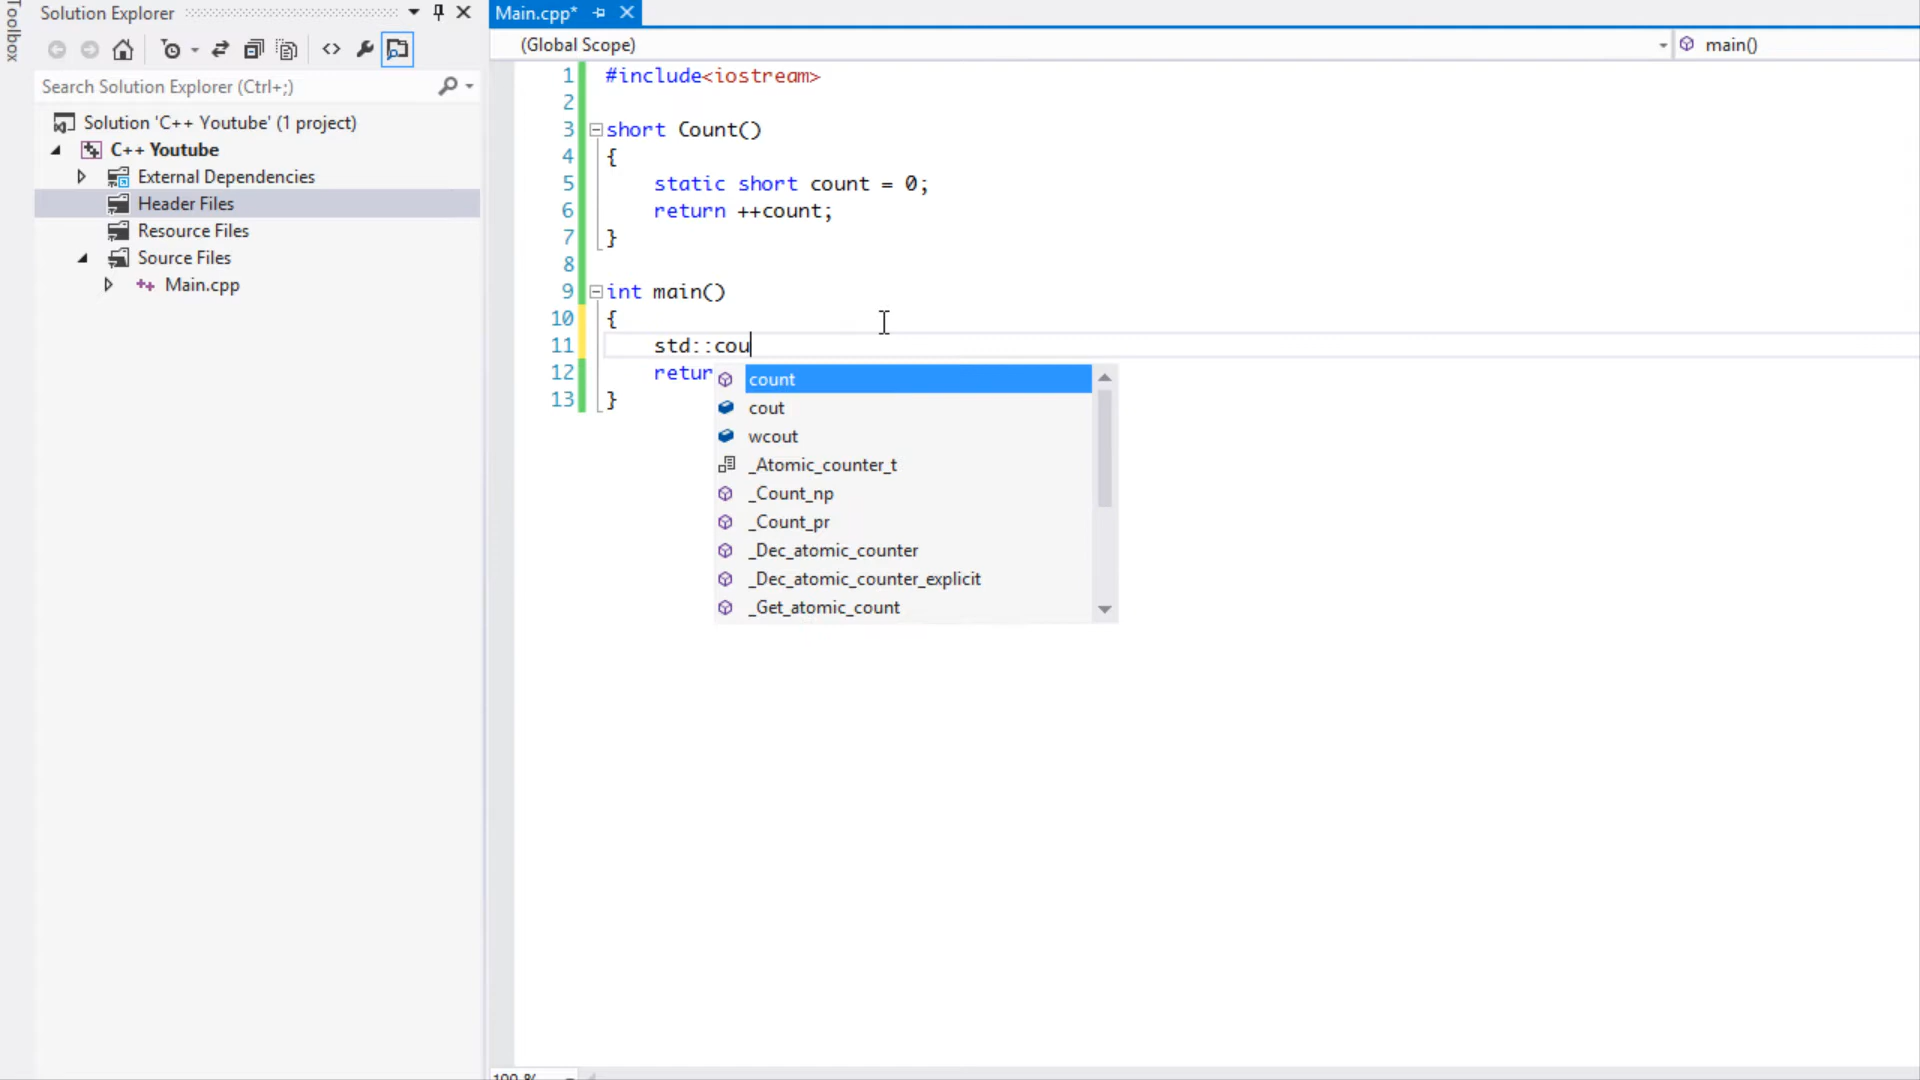 Toolbox
Solution Explorer
Search Solution Explorer (Ctrl+;)
Solution 'C++ Youtube' (1 project)
C++ Youtube
External Dependencies
Header Files
Resource Files
Source Files
Main.cpp
Main.cpp*
(Global Scope)
main()
1 #include<iostream>
2
3 short Count()
4 {
5 static short count = 0;
6 return ++count;
7 }
8
9 int main()
10 {
11 std::cou
12 retur
13 }
count
cout
wcout
_Atomic_counter_t
_Count_np
_Count_pr
_Dec_atomic_counter
_Dec_atomic_counter_explicit
_Get_atomic_count